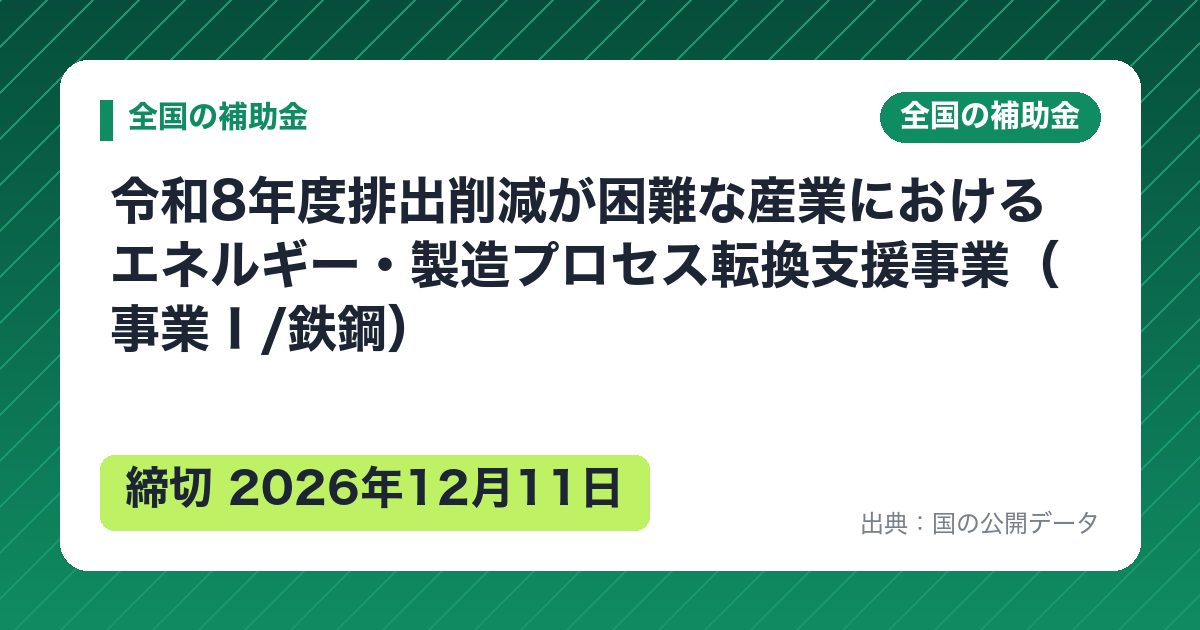 全国の補助金
全国の補助金
令和8年度排出削減が困難な産業における
エネルギー・製造プロセス転換支援事業（
事業Ⅰ/鉄鋼）
締切 2026年12月11日
出典：国の公開データ